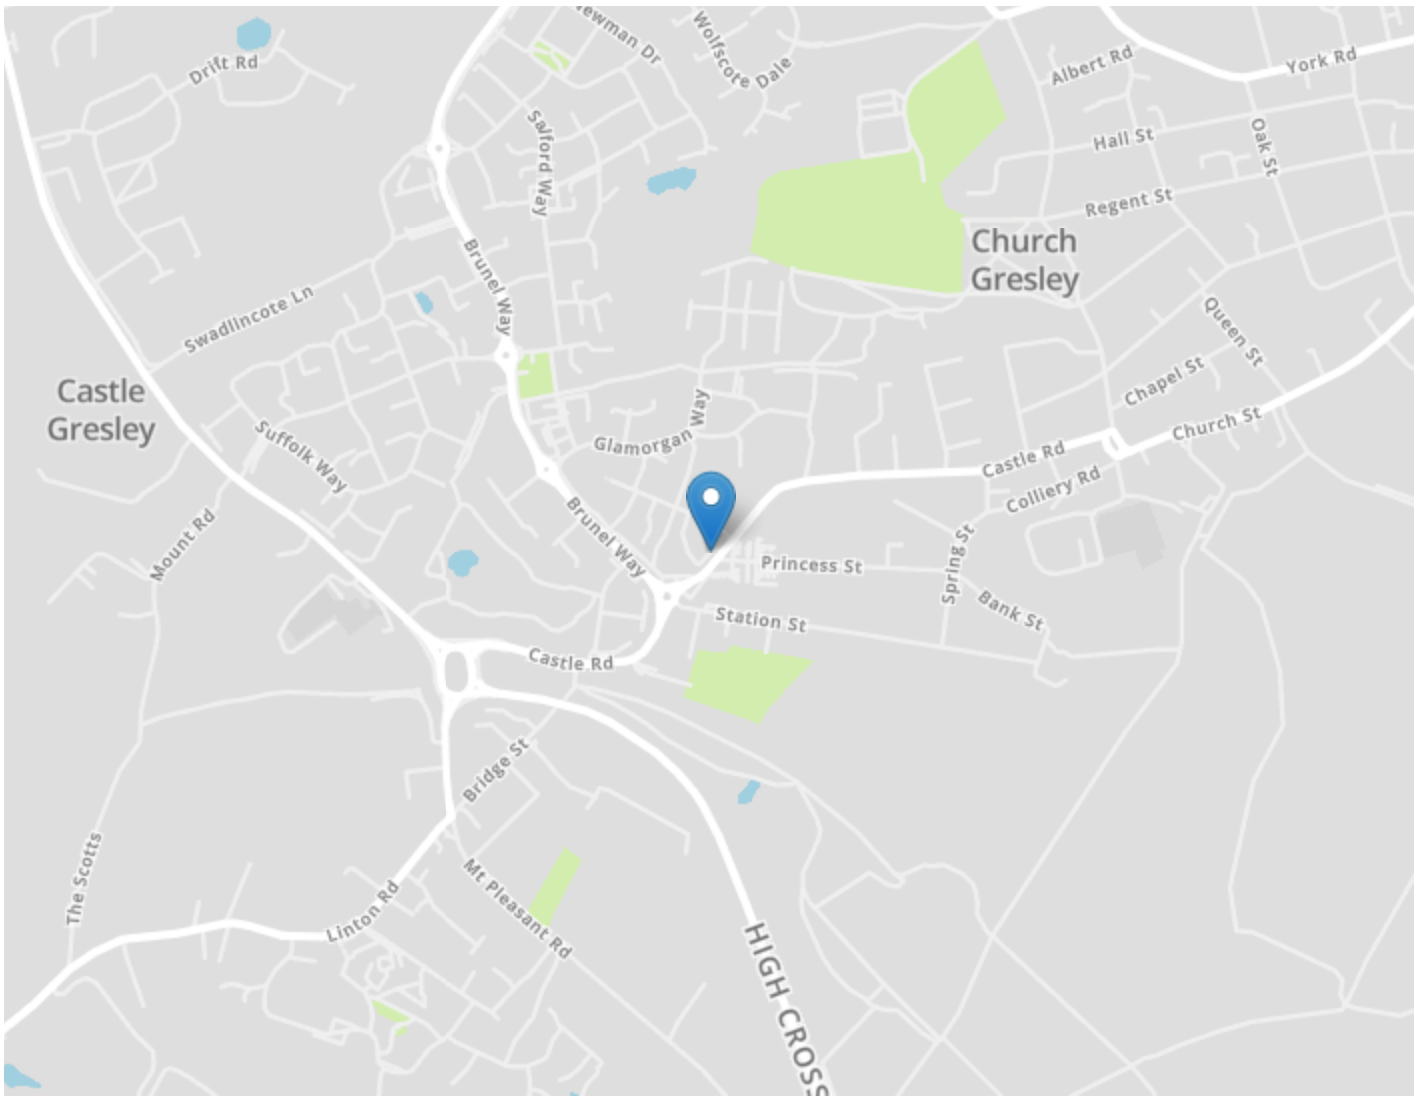 Newman Dr
Wolfscote Dale
Drift Rd
Albert Rd
York Rd
Salford Way
Hall St
Oak St
Regent St
Church
Gresley
Brunel Way
Swadlincote Ln
Queen St
Castle
Gresley
Chapel St
Glamorgan Way
Church St
Suffolk Way
Castle Rd
Colliery Rd
Mount Rd
Brunel Way
Spring St
Princess St
Bank St
Station St
Castle Rd
Bridge St
The Scotts
Linton Rd
Mt Pleasant Rd
HIGH CROSS